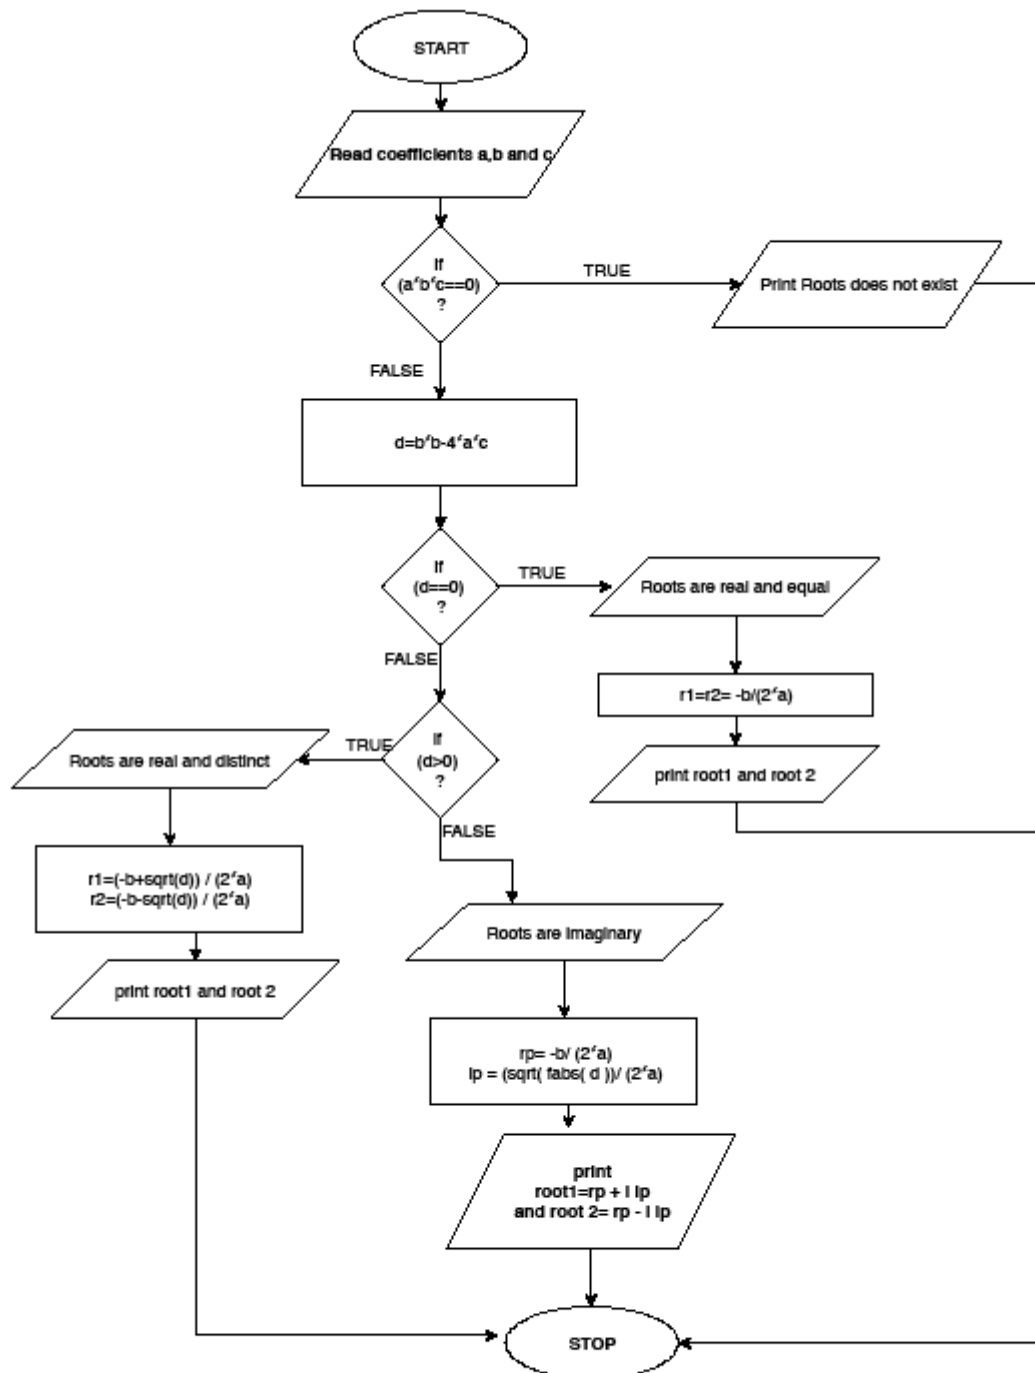 START
Read coefficients a,b and c
If
(a*b*c==0)
?
TRUE
Print Roots does not exist
FALSE
d=b*b-4*a*c
If
(d==0)
?
TRUE
Roots are real and equal
FALSE
r1=r2= -b/(2*a)
print root1 and root 2
If
(d>0)
?
TRUE
Roots are real and distinct
FALSE
r1=(-b+sqrt(d)) / (2*a)
r2=(-b-sqrt(d)) / (2*a)
print root1 and root 2
Roots are imaginary
rp= -b/ (2*a)
ip = (sqrt( fabs( d ))/ (2*a)
print
root1=rp + i ip
and root 2= rp - i ip
STOP